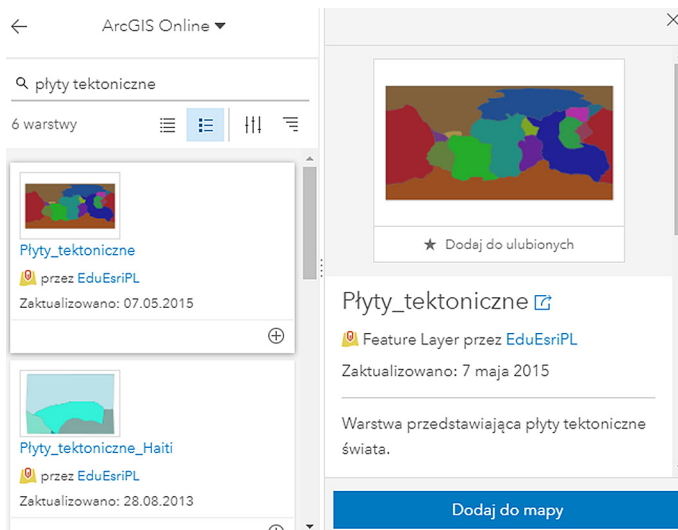 ArcGIS Online
płyty tektoniczne
6 warstwy
Płyty_tektoniczne
przez EduEsriPL
Zaktualizowano: 07.05.2015
Płyty_tektoniczne_Haiti
przez EduEsriPL
Zaktualizowano: 28.08.2013
Dodaj do ulubionych
Płyty_tektoniczne
Feature Layer przez EduEsriPL
Zaktualizowano: 7 maja 2015
Warstwa przedstawiająca płyty tektoniczne
świata.
Dodaj do mapy